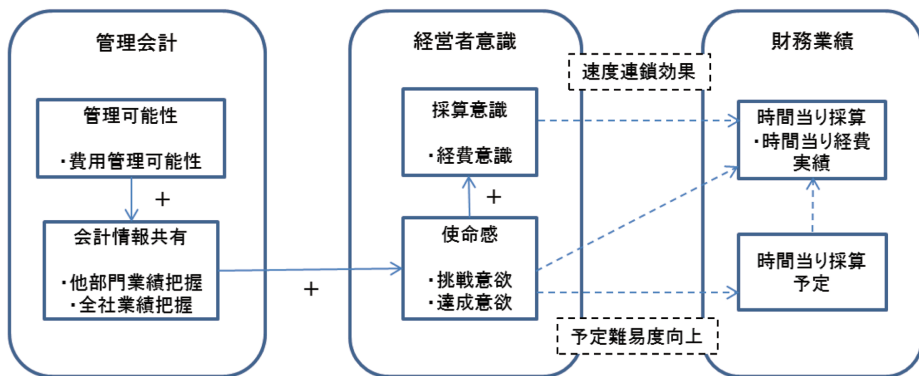 管理会計
管理可能性
・費用管理可能性
+
会計情報共有
・他部門業績把握
・全社業績把握
+
経営者意識
採算意識
・経費意識
+
使命感
・挑戦意欲
・達成意欲
速度連鎖効果
予定難易度向上
財務業績
時間当り採算
・時間当り経費
実績
時間当り採算
予定